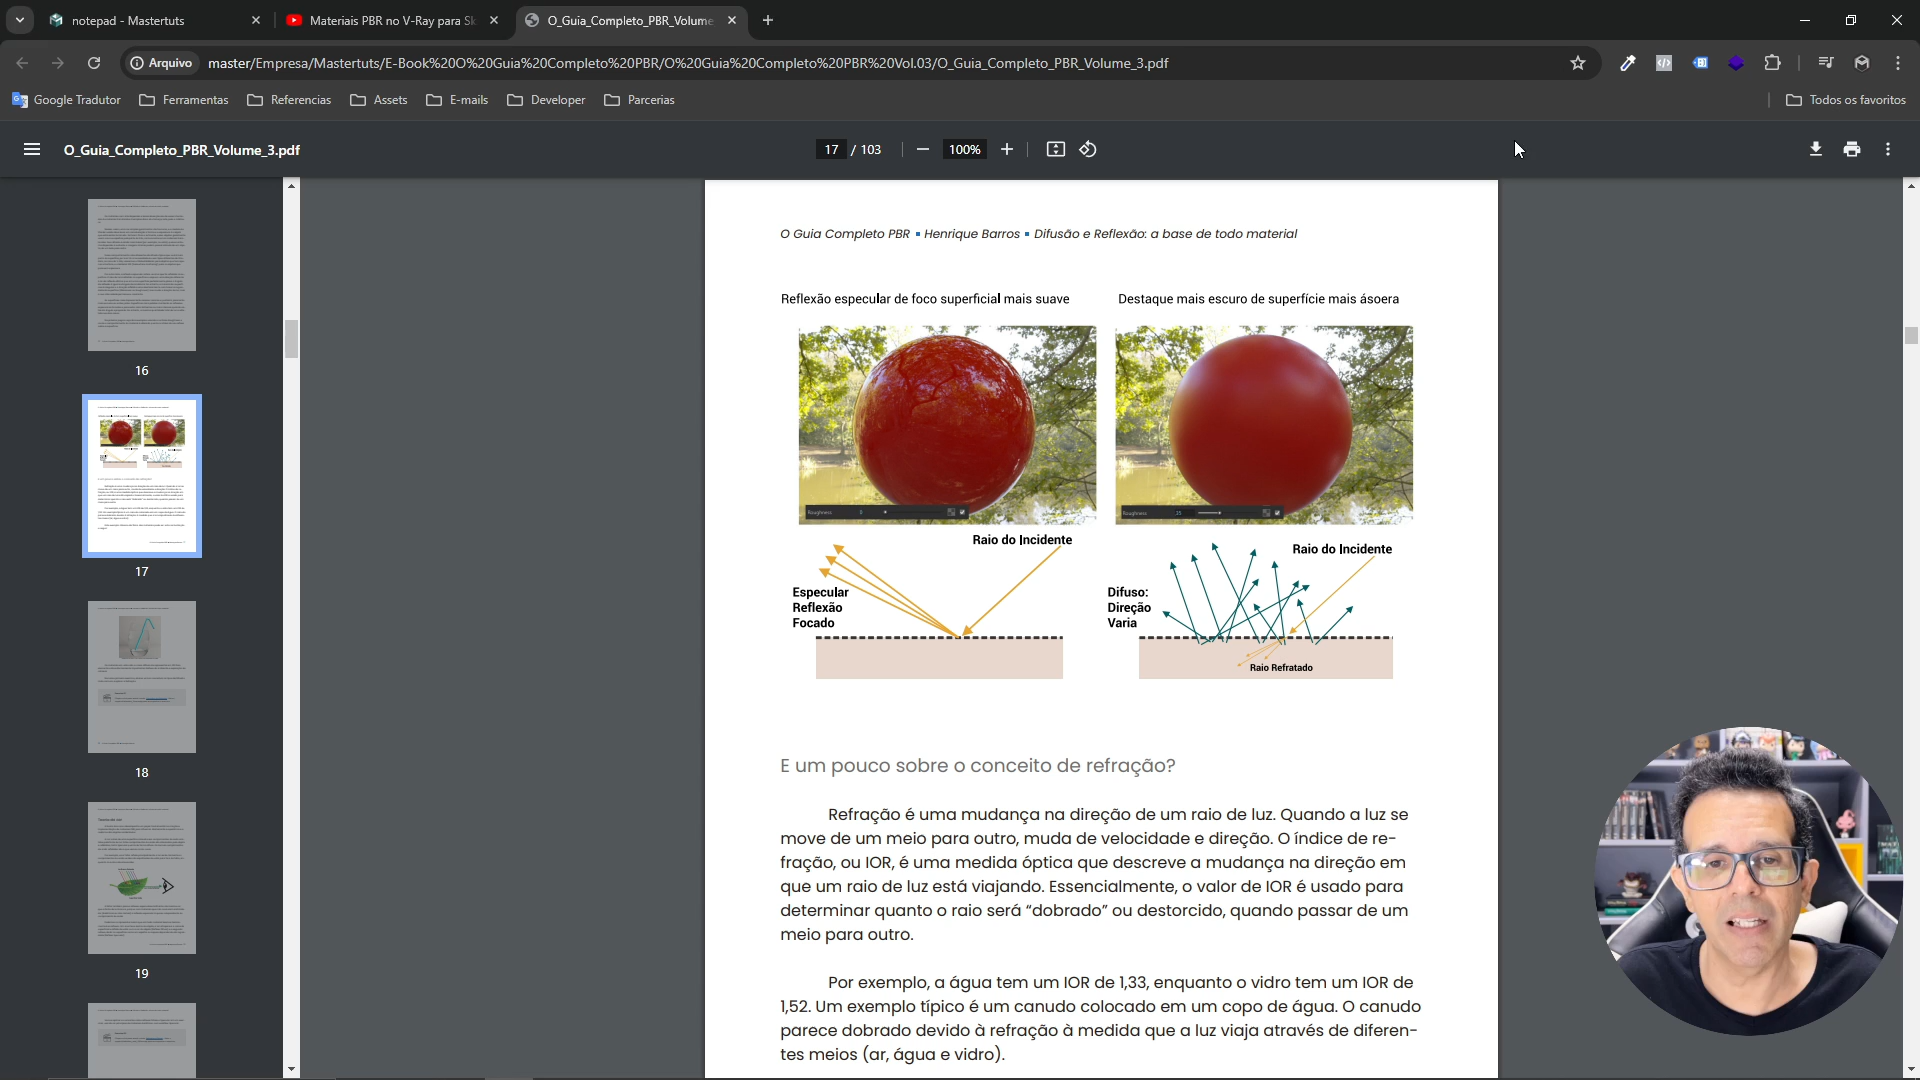 notepad - Mastertuts
Materiais PBR no V-Ray para Sk
O_Guia_Completo_PBR_Volume
Arquivo
master/Empresa/Mastertuts/E-Book%20O%20Guia%20Completo%20PBR/O%20Guia%20Completo%20PBR%20Vol.03/O_Guia_Completo_PBR_Volume_3.pdf
Google Tradutor
Ferramentas
Referencias
Assets
E-mails
Developer
Parcerias
Todos os favoritos
O_Guia_Completo_PBR_Volume_3.pdf
17 / 103
100%
16
17
18
19
O Guia Completo PBR ▪ Henrique Barros ▪ Difusão e Reflexão: a base de todo material
Reflexão especular de foco superficial mais suave
Destaque mais escuro de superfície mais ásoera
Roughness 0
Roughness .25
Raio do Incidente
Raio do Incidente
Especular
Reflexão
Focado
Difuso:
Direção
Varia
Raio Refratado
E um pouco sobre o conceito de refração?
Refração é uma mudança na direção de um raio de luz. Quando a luz se
move de um meio para outro, muda de velocidade e direção. O índice de re-
fração, ou IOR, é uma medida óptica que descreve a mudança na direção em
que um raio de luz está viajando. Essencialmente, o valor de IOR é usado para
determinar quanto o raio será “dobrado” ou destorcido, quando passar de um
meio para outro.
Por exemplo, a água tem um IOR de 1,33, enquanto o vidro tem um IOR de
1,52. Um exemplo típico é um canudo colocado em um copo de água. O canudo
parece dobrado devido à refração à medida que a luz viaja através de diferen-
tes meios (ar, água e vidro).